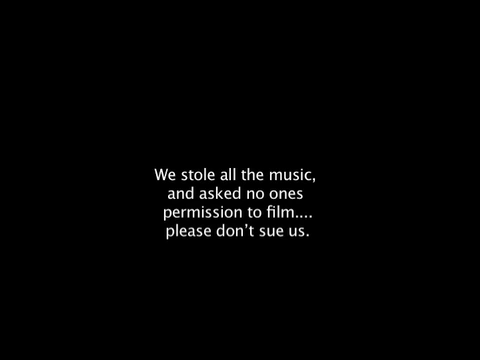 We stole all the music,
and asked no ones
permission to film....
please don't sue us.